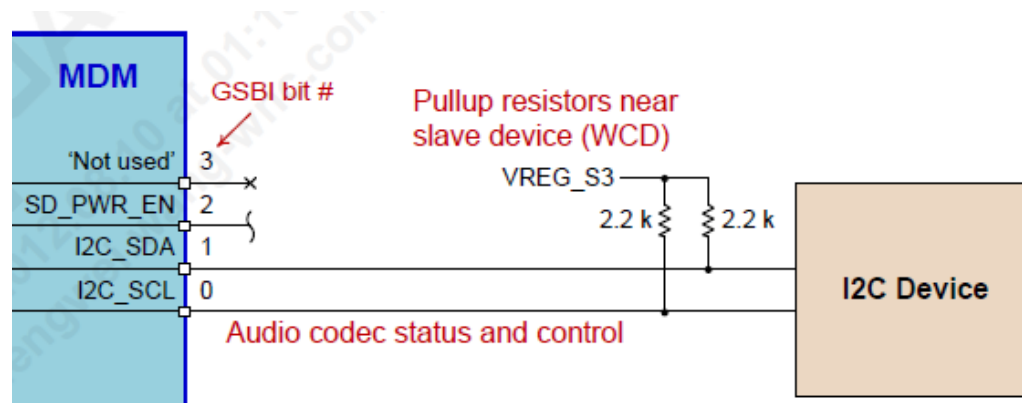 MDM
GSBI bit #
Pullup resistors near
slave device (WCD)
'Not used' 3
VREG_S3
SD_PWR_EN 2
2.2 k 2.2 k
I2C_SDA 1
I2C_SCL 0
I2C Device
Audio codec status and control